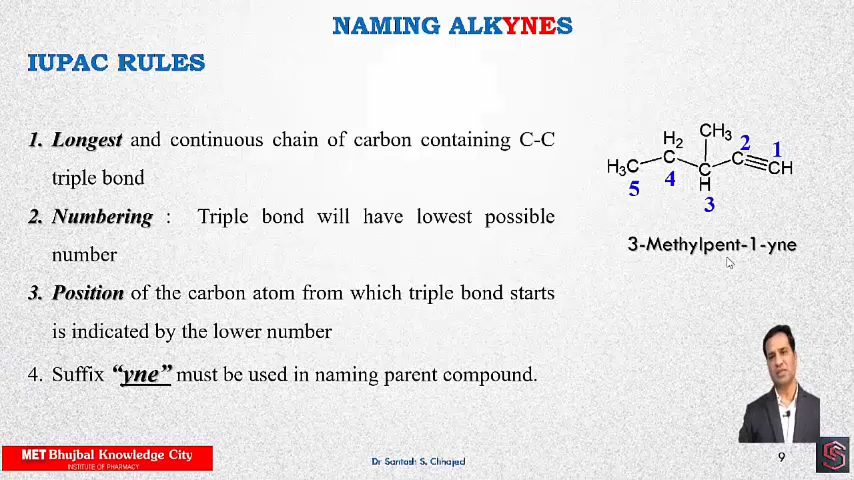 NAMING ALKYNES
IUPAC RULES
1. Longest and continuous chain of carbon containing C-C
triple bond
2. Numbering : Triple bond will have lowest possible
number
3. Position of the carbon atom from which triple bond starts
is indicated by the lower number
4. Suffix “yne” must be used in naming parent compound.
H2 CH3 2 1
H3C C C C CH
5 4 H
3
3-Methylpent-1-yne
MET Bhujbal Knowledge City
INSTITUTE OF PHARMACY
Dr Santosh S. Chhajed
9